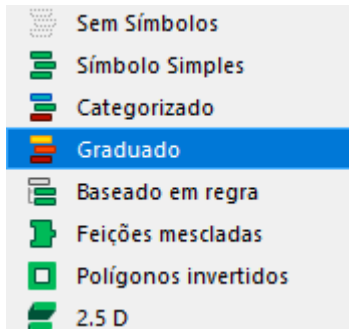 Sem Símbolos
Símbolo Simples
Categorizado
Graduado
Baseado em regra
Feições mescladas
Polígonos invertidos
2.5 D